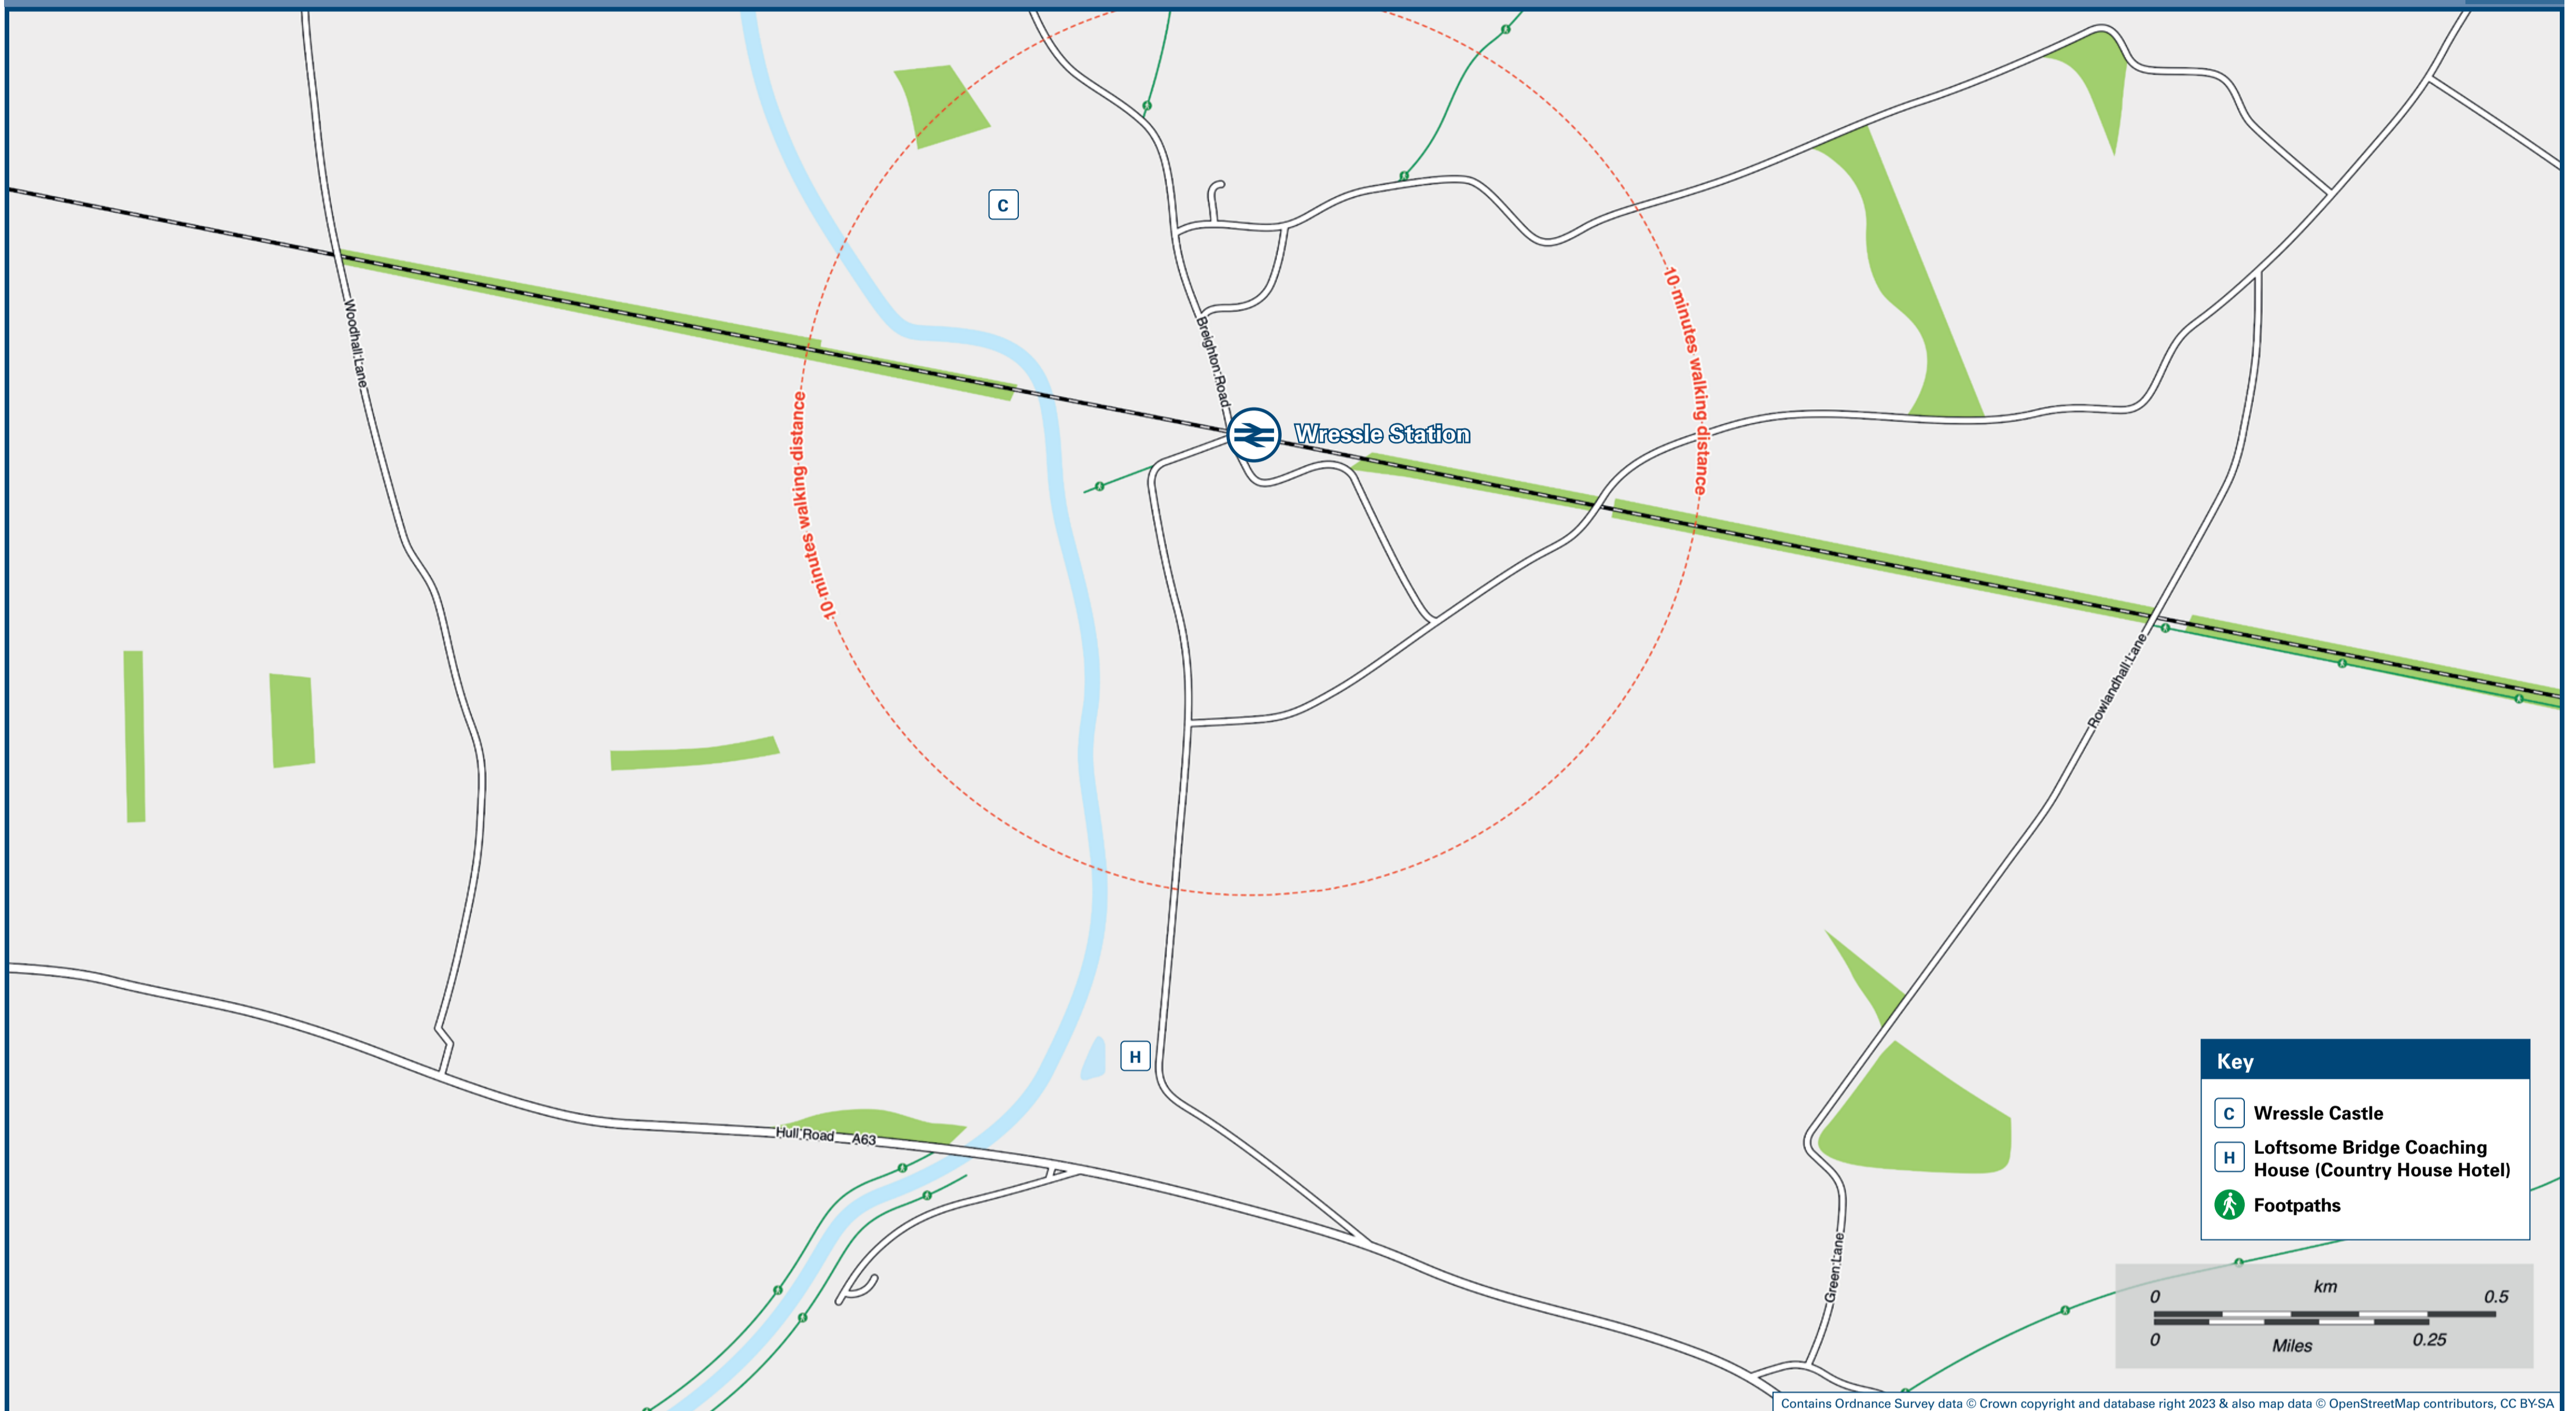 C
10 minutes walking distance
Woodhall Lane
Breighton Road
10 minutes walking distance
Wressle Station
Rowlandhall Lane
H
Hull Road A63
Green Lane
Key
C Wressle Castle
H Loftsome Bridge Coaching
House (Country House Hotel)
Footpaths
km
0 0.5
0 0.25
Miles
Contains Ordnance Survey data © Crown copyright and database right 2023 & also map data © OpenStreetMap contributors, CC BY-SA